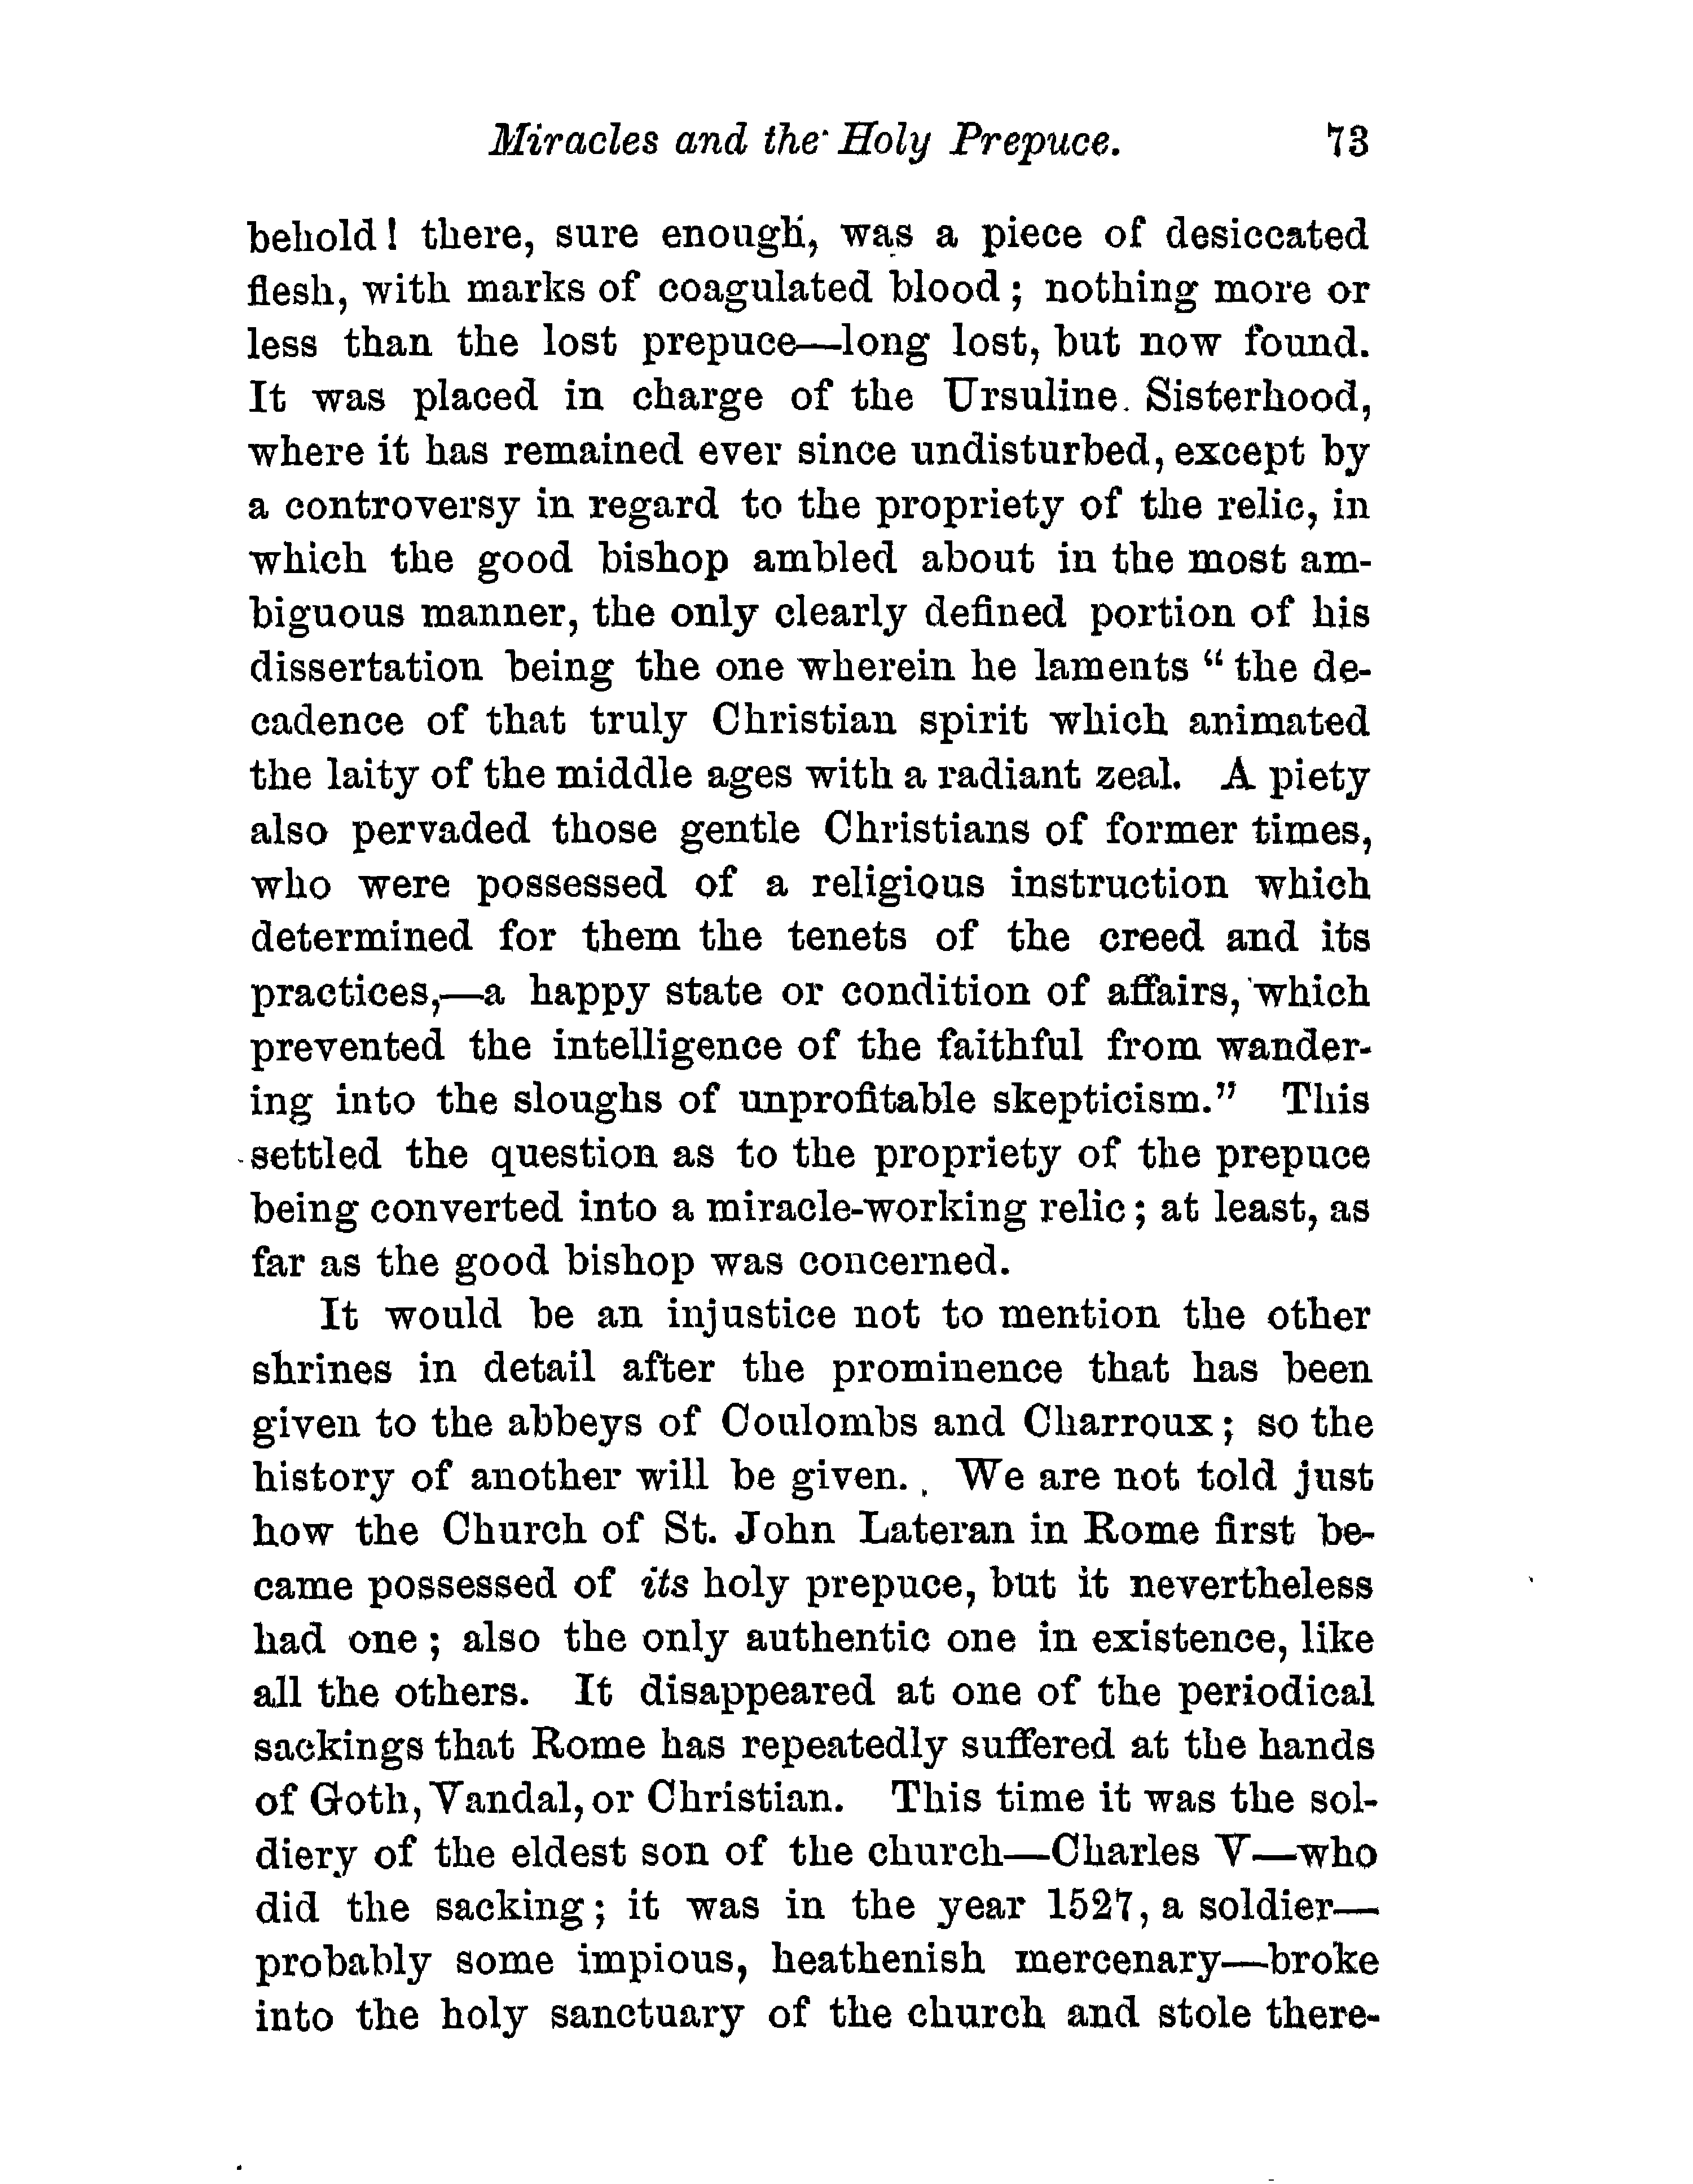 Miracles and the Holy Prepuce. 73
behold! there, sure enough, was a piece of desiccated
flesh, with marks of coagulated blood; nothing more or
less than the lost prepuce—long lost, but now found.
It was placed in charge of the Ursuline Sisterhood,
where it has remained ever since undisturbed, except by
a controversy in regard to the propriety of the relic, in
which the good bishop ambled about in the most am-
biguous manner, the only clearly defined portion of his
dissertation being the one wherein he laments "the de-
cadence of that truly Christian spirit which animated
the laity of the middle ages with a radiant zeal. A piety
also pervaded those gentle Christians of former times,
who were possessed of a religious instruction which
determined for them the tenets of the creed and its
practices,—a happy state or condition of affairs, which
prevented the intelligence of the faithful from wander-
ing into the sloughs of unprofitable skepticism." This
settled the question as to the propriety of the prepuce
being converted into a miracle-working relic; at least, as
far as the good bishop was concerned.
It would be an injustice not to mention the other
shrines in detail after the prominence that has been
given to the abbeys of Coulombs and Charroux; so the
history of another will be given. We are not told just
how the Church of St. John Lateran in Rome first be-
came possessed of its holy prepuce, but it nevertheless
had one; also the only authentic one in existence, like
all the others. It disappeared at one of the periodical
sackings that Rome has repeatedly suffered at the hands
of Goth, Vandal, or Christian. This time it was the sol-
diery of the eldest son of the church—Charles V—who
did the sacking; it was in the year 1527, a soldier—
probably some impious, heathenish mercenary—broke
into the holy sanctuary of the church and stole there-